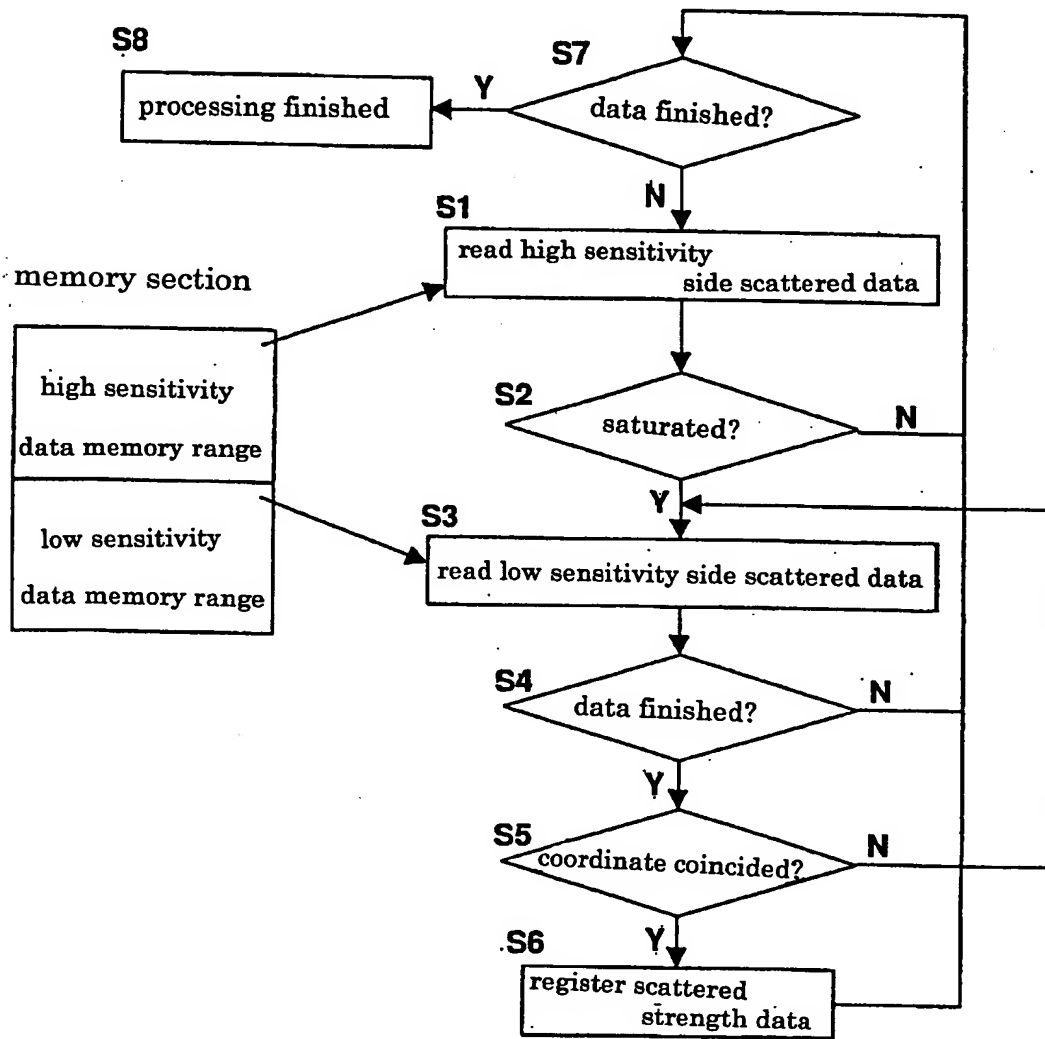 S8
S7
processing finished
Y
data finished?
N
S1
read high sensitivity
side scattered data
memory section
high sensitivity
data memory range
low sensitivity
data memory range
S2
saturated?
N
Y
S3
read low sensitivity side scattered data
S4
data finished?
N
Y
S5
coordinate coincided?
N
Y
S6
register scattered
strength data